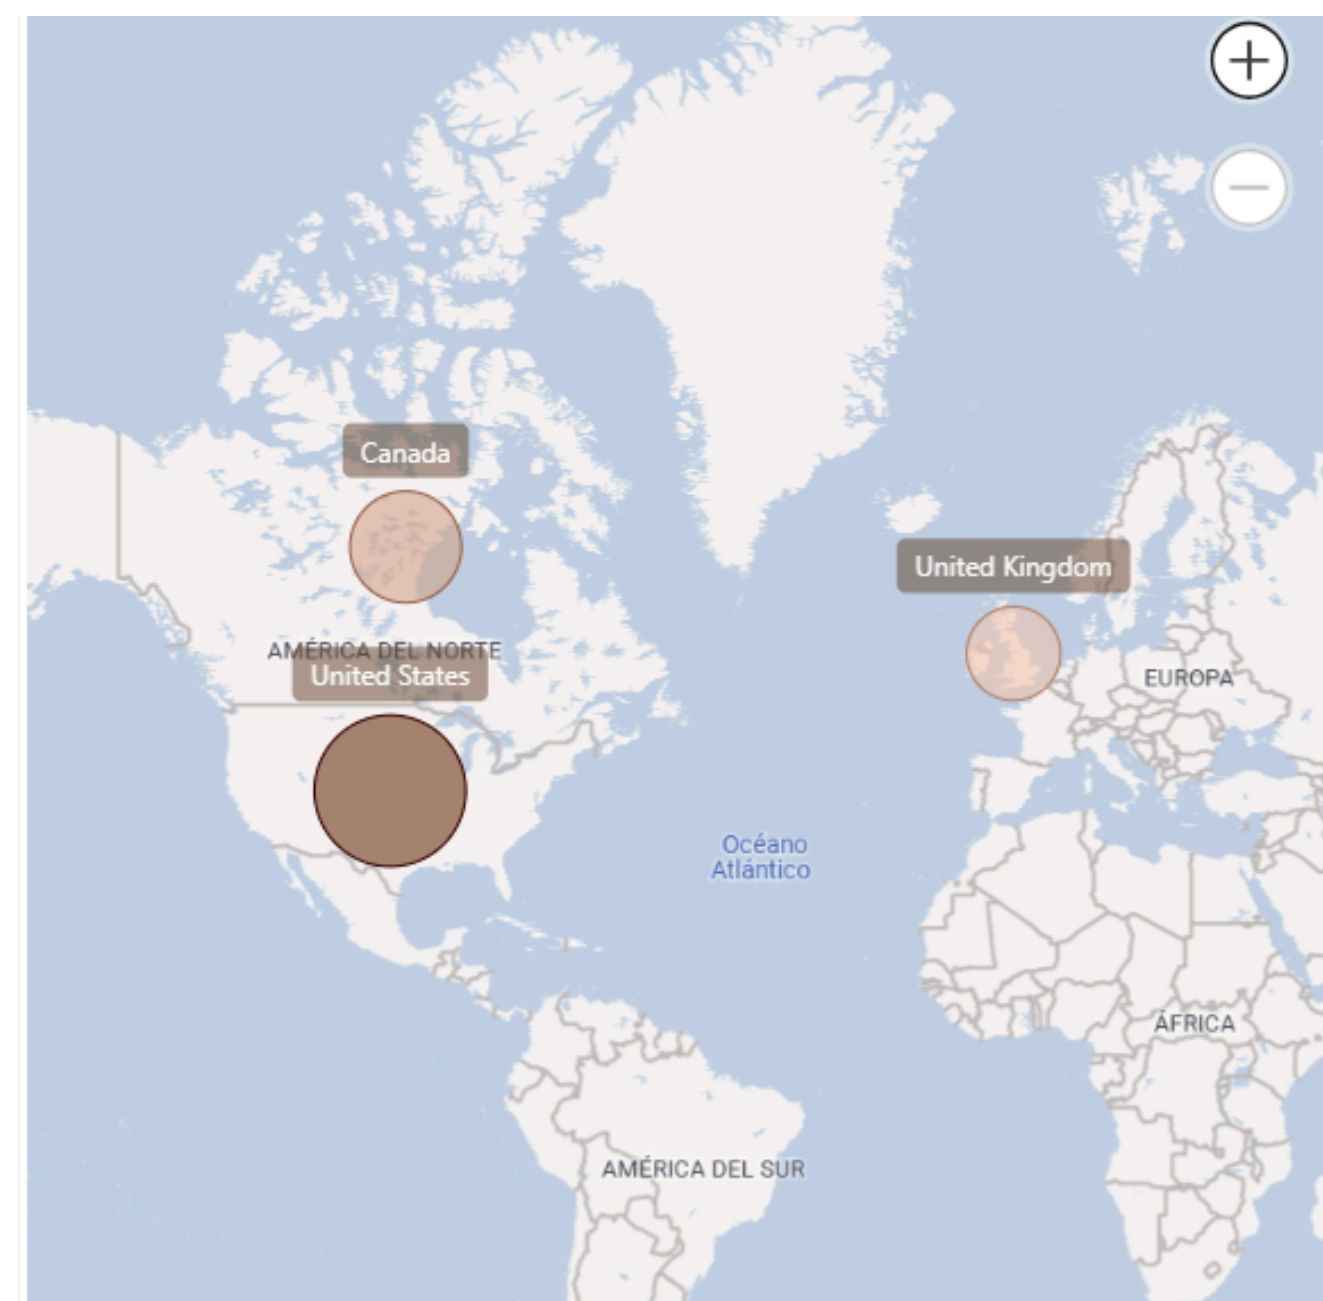 Canada
United Kingdom
AMÉRICA DEL NORTE
United States
EUROPA
Océano
Atlántico
ÁFRICA
AMÉRICA DEL SUR